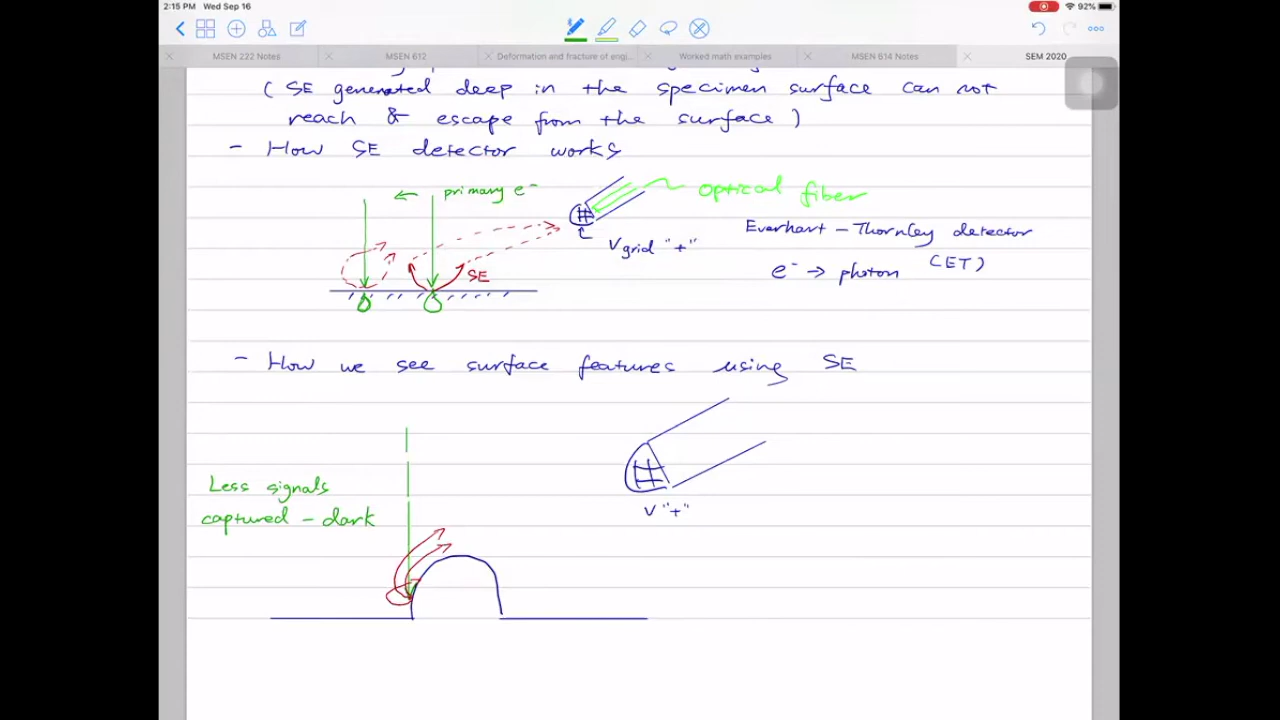 2:15 PM Wed Sep 16
92%
MSEN 222 Notes
MSEN 612
Deformation and fracture of engi...
Worked math examples
MSEN 614 Notes
SEM 2020
( SE generated deep in the specimen surface can not
reach & escape from the surface )
- How SE detector works
primary e-
optical fiber
Everhart - Thornley detector
(ET)
V grid "+"
e- → photon
SE
- How we see surface features using SE
Less signals
captured - dark
V "+"